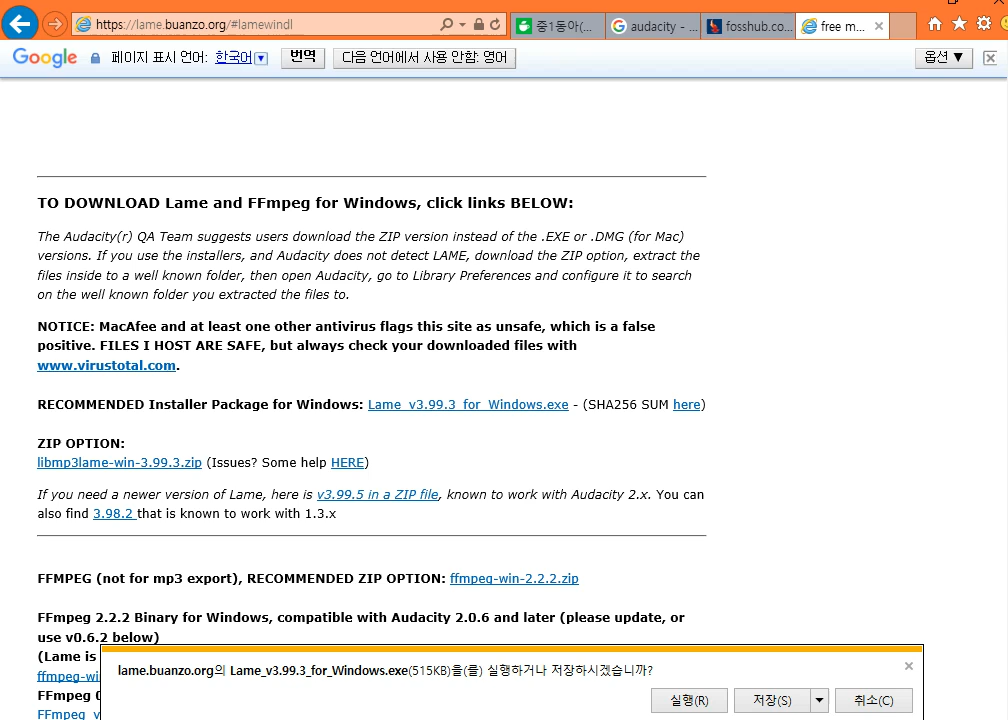 https://lame.buanzo.org/#lamewindl
중1동아(...
audacity - ...
fosshub.co...
free m...
Google 페이지 표시 언어: 한국어 번역 다음 언어에서 사용 안함: 영어 옵션 ▼
TO DOWNLOAD Lame and FFmpeg for Windows, click links BELOW:
The Audacity(r) QA Team suggests users download the ZIP version instead of the .EXE or .DMG (for Mac)
versions. If you use the installers, and Audacity does not detect LAME, download the ZIP option, extract the
files inside to a well known folder, then open Audacity, go to Library Preferences and configure it to search
on the well known folder you extracted the files to.
NOTICE: MacAfee and at least one other antivirus flags this site as unsafe, which is a false
positive. FILES I HOST ARE SAFE, but always check your downloaded files with
www.virustotal.com.
RECOMMENDED Installer Package for Windows: Lame_v3.99.3_for_Windows.exe - (SHA256 SUM here)
ZIP OPTION:
libmp3lame-win-3.99.3.zip (Issues? Some help HERE)
If you need a newer version of Lame, here is v3.99.5 in a ZIP file, known to work with Audacity 2.x. You can
also find 3.98.2 that is known to work with 1.3.x
FFMPEG (not for mp3 export), RECOMMENDED ZIP OPTION: ffmpeg-win-2.2.2.zip
FFmpeg 2.2.2 Binary for Windows, compatible with Audacity 2.0.6 and later (please update, or
use v0.6.2 below)
(Lame is
ffmpeg-wi
FFmpeg 0
FFmpeg_v
lame.buanzo.org의 Lame_v3.99.3_for_Windows.exe(515KB)을(를) 실행하거나 저장하시겠습니까?
실행(R) 저장(S) 취소(C)